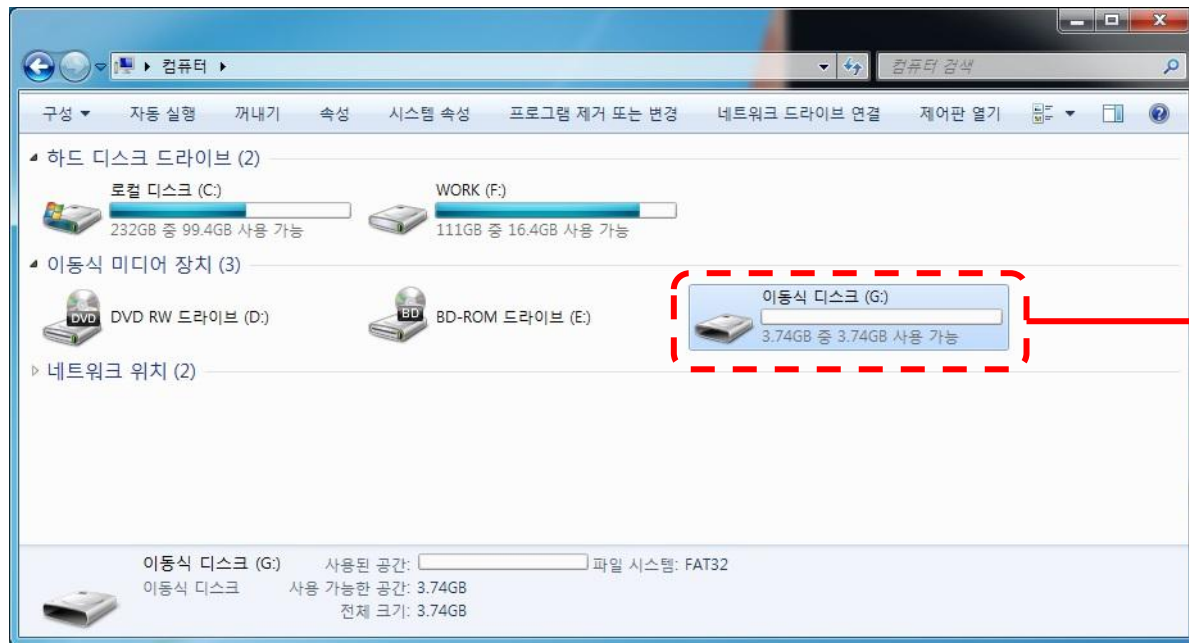 컴퓨터
컴퓨터 검색
구성 자동 실행 꺼내기 속성 시스템 속성 프로그램 제거 또는 변경 네트워크 드라이브 연결 제어판 열기
하드 디스크 드라이브 (2)
로컬 디스크 (C:)
232GB 중 99.4GB 사용 가능
WORK (F:)
111GB 중 16.4GB 사용 가능
이동식 미디어 장치 (3)
DVD
DVD RW 드라이브 (D:)
BD
BD-ROM 드라이브 (E:)
이동식 디스크 (G:)
3.74GB 중 3.74GB 사용 가능
네트워크 위치 (2)
이동식 디스크 (G:) 사용된 공간: 파일 시스템: FAT32
이동식 디스크 사용 가능한 공간: 3.74GB
전체 크기: 3.74GB